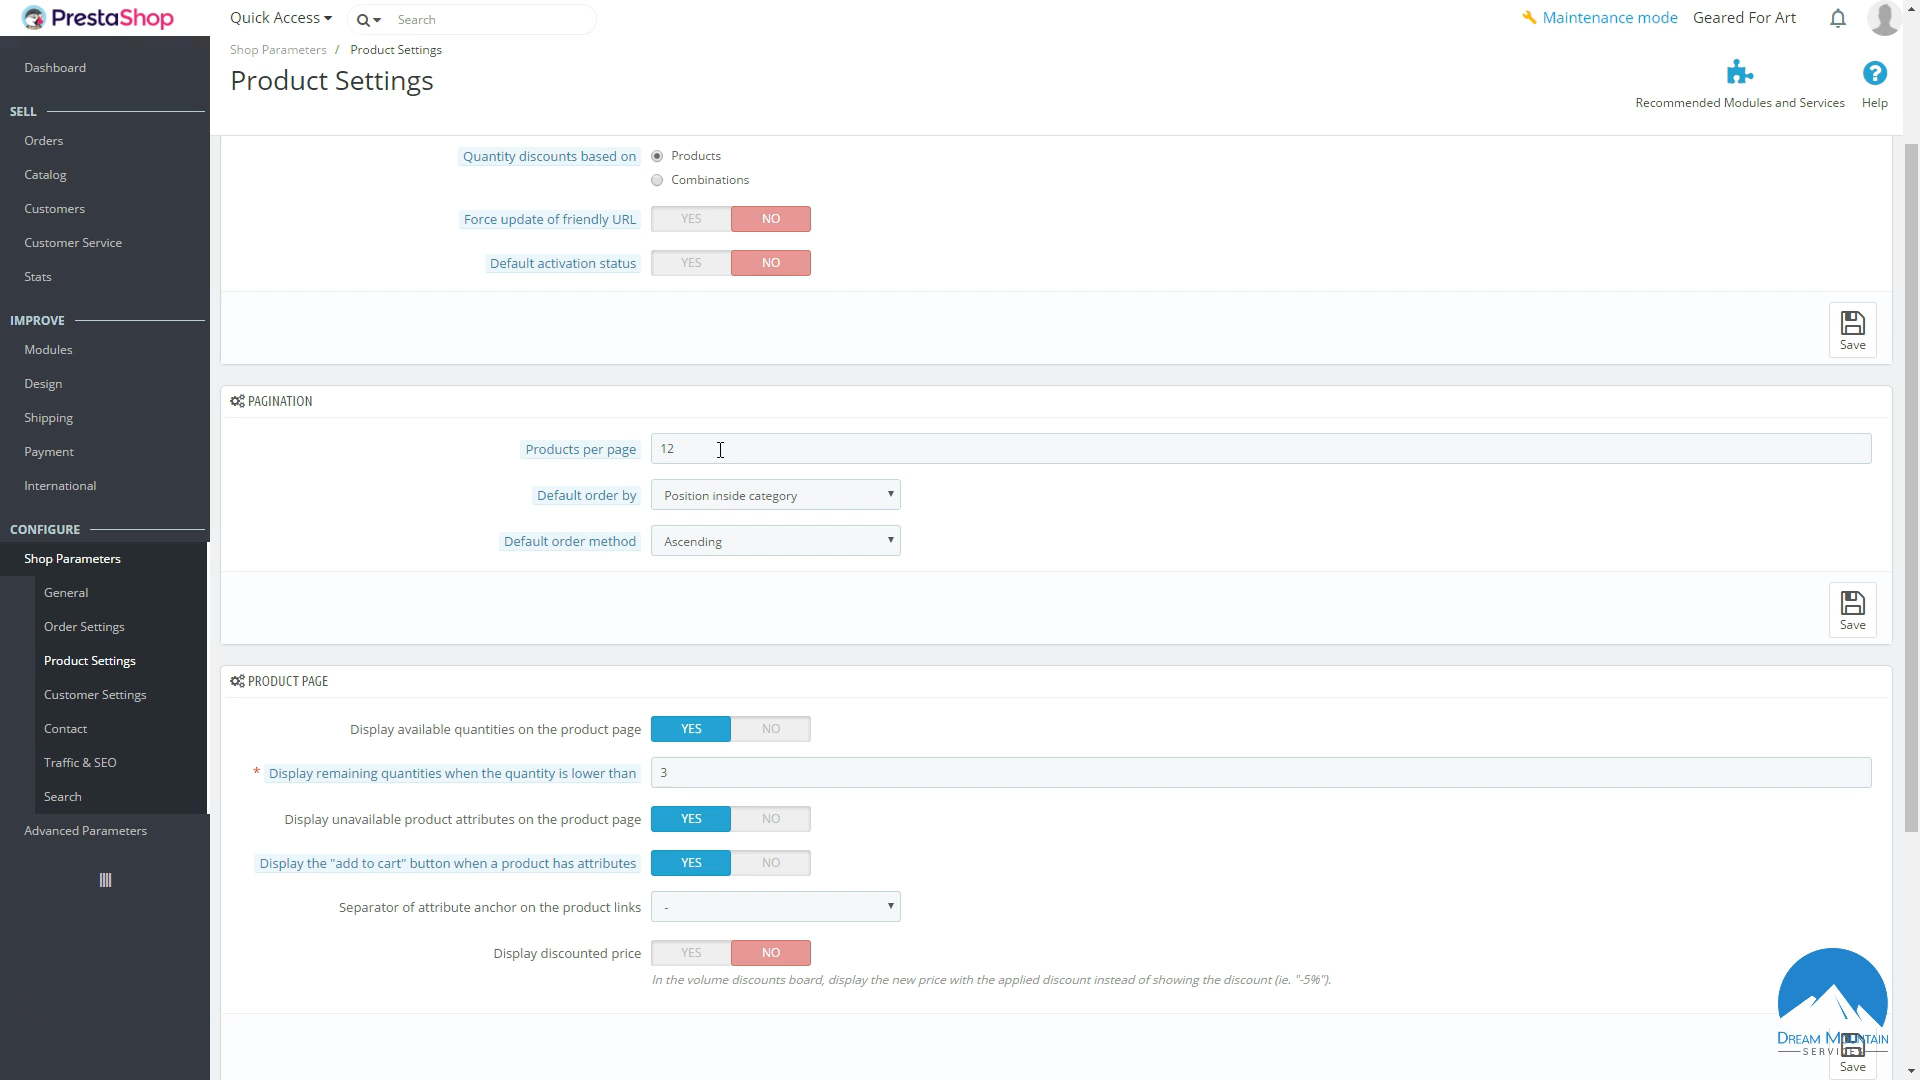 PrestaShop
Quick Access
Search
Maintenance mode
Geared For Art
Shop Parameters / Product Settings
Product Settings
Recommended Modules and Services
Help
Dashboard
SELL
Orders
Catalog
Customers
Customer Service
Stats
IMPROVE
Modules
Design
Shipping
Payment
International
CONFIGURE
Shop Parameters
General
Order Settings
Product Settings
Customer Settings
Contact
Traffic & SEO
Search
Advanced Parameters
Quantity discounts based on
Products
Combinations
Force update of friendly URL YES NO
Default activation status YES NO
Save
PAGINATION
Products per page 12
Default order by Position inside category
Default order method Ascending
Save
PRODUCT PAGE
Display available quantities on the product page YES NO
* Display remaining quantities when the quantity is lower than 3
Display unavailable product attributes on the product page YES NO
Display the "add to cart" button when a product has attributes YES NO
Separator of attribute anchor on the product links -
Display discounted price YES NO
In the volume discounts board, display the new price with the applied discount instead of showing the discount (ie. "-5%").
DREAM MOUNTAIN
SERVICES
Save